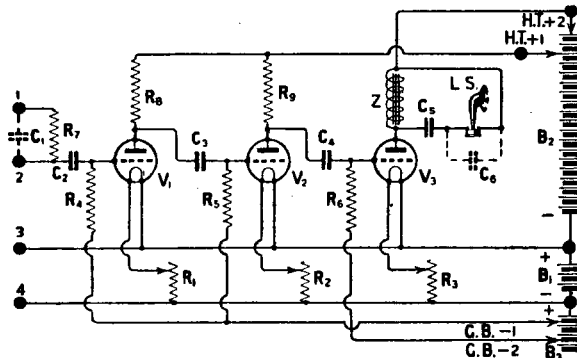 H.T.+2
H.T.+1
1
2
3
4
C₁
R₇
C₂
R₈
R₉
Z
C₅
L S.
C₃
C₄
C₆
V₁
V₂
V₃
R₄
R₅
R₆
R₁
R₂
R₃
B₂
−
+
B₁
−
+
G.B.−1
G.B.−2
B₃